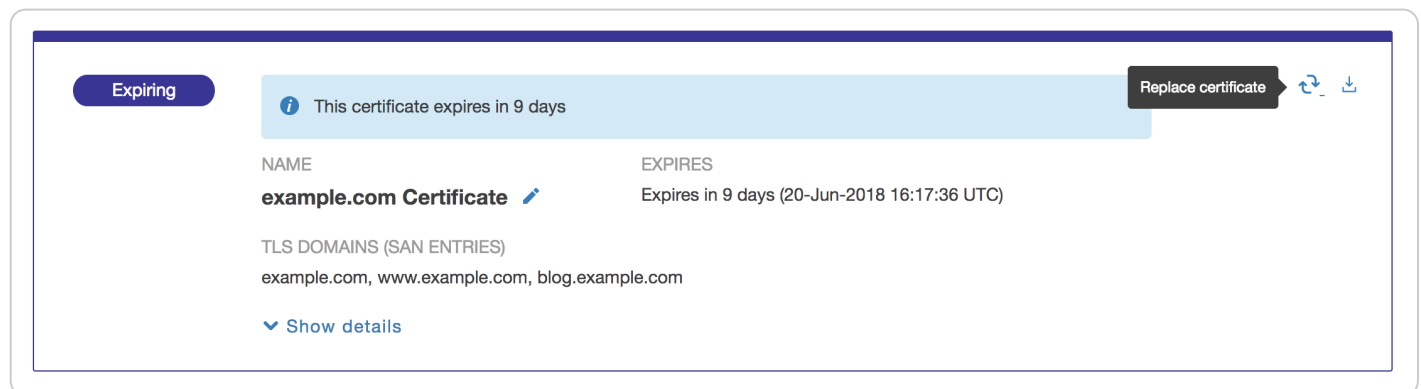 Expiring
This certificate expires in 9 days
Replace certificate
NAME
EXPIRES
example.com Certificate
Expires in 9 days (20-Jun-2018 16:17:36 UTC)
TLS DOMAINS (SAN ENTRIES)
example.com, www.example.com, blog.example.com
Show details